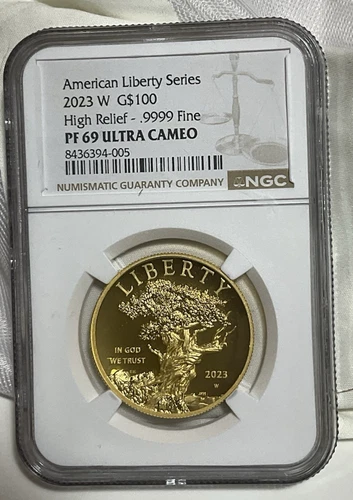 American Liberty Series
2023 W G$100
High Relief - .9999 Fine
PF 69 ULTRA CAMEO
8436394-005
NUMISMATIC GUARANTY COMPANY
NGC
LIBERTY
IN GOD
WE TRUST
2023
W